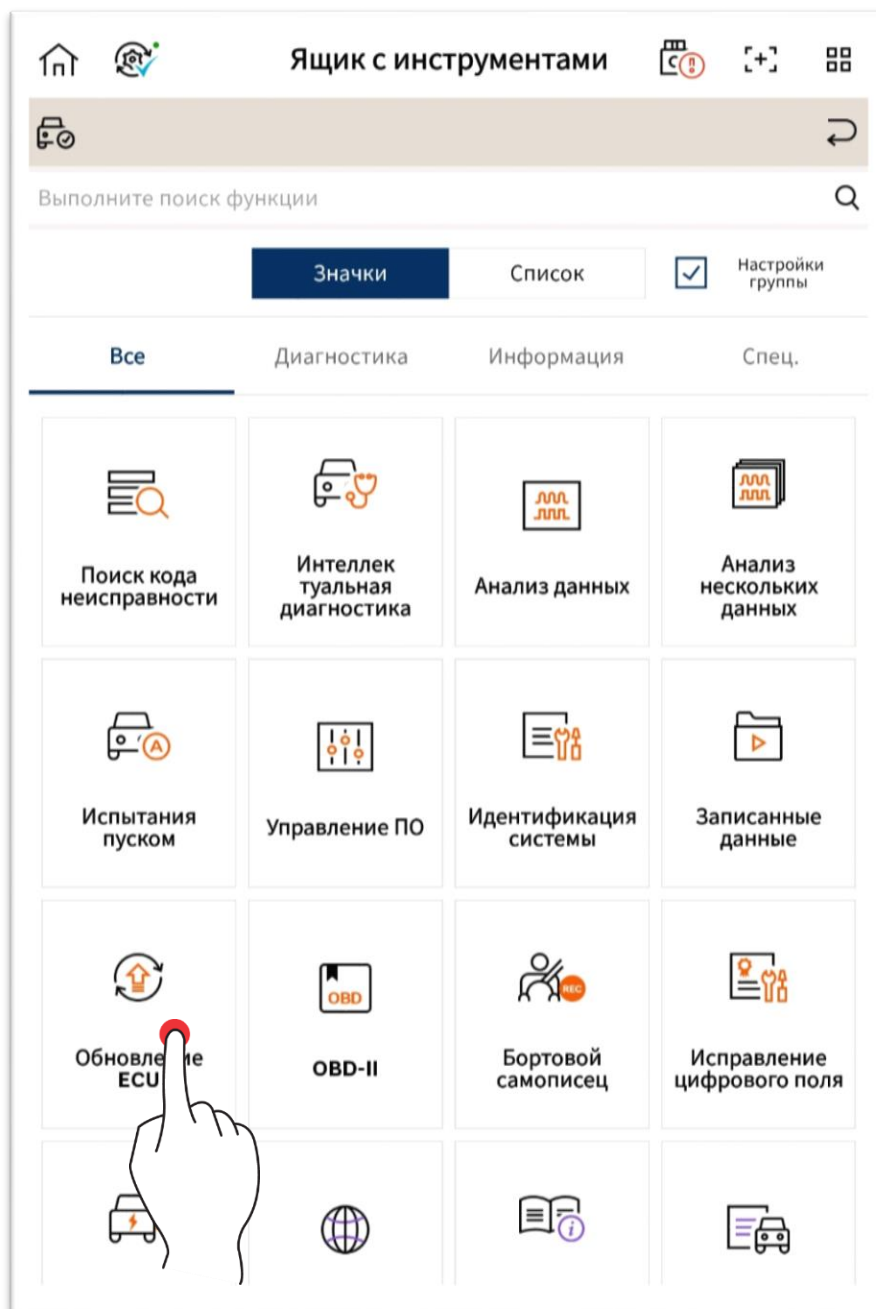 Ящик с инструментами
Выполните поиск функции
Значки
Список
Настройки
группы
Все
Диагностика
Информация
Спец.
Поиск кода
неисправности
Интеллек
туальная
диагностика
Анализ данных
Анализ
нескольких
данных
Испытания
пуском
Управление ПО
Идентификация
системы
Записанные
данные
ECU
OBD
OBD-II
REC
Бортовой
самописец
Исправление
цифрового поля